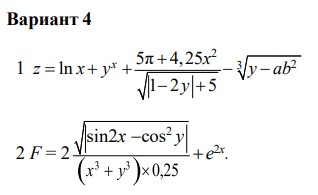 Вариант 4
1 z = ln x + y^x + (5π + 4,25x^2)/√(|1 − 2y| + 5) − ∛(y − ab^2)
2 F = 2 √|sin2x − cos^2 y| / ((x^3 + y^3) × 0,25) + e^{2x}.